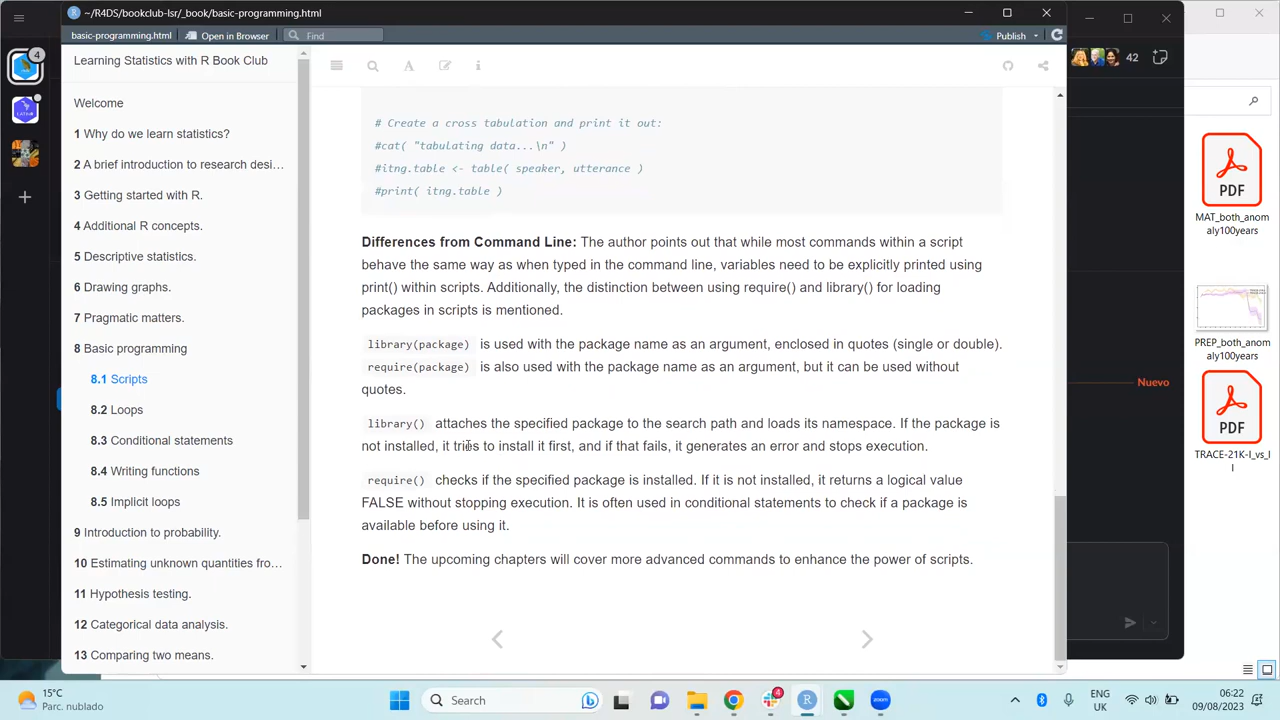 ~/R4DS/bookclub-lsr/_book/basic-programming.html
basic-programming.html
Open in Browser
Find
Publish
Learning Statistics with R Book Club
Welcome
1 Why do we learn statistics?
2 A brief introduction to research desi…
3 Getting started with R.
4 Additional R concepts.
5 Descriptive statistics.
6 Drawing graphs.
7 Pragmatic matters.
8 Basic programming
8.1 Scripts
8.2 Loops
8.3 Conditional statements
8.4 Writing functions
8.5 Implicit loops
9 Introduction to probability.
10 Estimating unknown quantities fro…
11 Hypothesis testing.
12 Categorical data analysis.
13 Comparing two means.
# Create a cross tabulation and print it out:
#cat( "tabulating data...\n" )
#itng.table <- table( speaker, utterance )
#print( itng.table )
Differences from Command Line: The author points out that while most commands within a script
behave the same way as when typed in the command line, variables need to be explicitly printed using
print() within scripts. Additionally, the distinction between using require() and library() for loading
packages in scripts is mentioned.
library(package) is used with the package name as an argument, enclosed in quotes (single or double).
require(package) is also used with the package name as an argument, but it can be used without
quotes.
library() attaches the specified package to the search path and loads its namespace. If the package is
not installed, it tries to install it first, and if that fails, it generates an error and stops execution.
require() checks if the specified package is installed. If it is not installed, it returns a logical value
FALSE without stopping execution. It is often used in conditional statements to check if a package is
available before using it.
Done! The upcoming chapters will cover more advanced commands to enhance the power of scripts.
4
LATIN
42
Nuevo
PDF
MAT_both_anom
aly100years
PREP_both_anom
aly100years
PDF
TRACE-21K-I_vs_I
I
15°C
Parc. nublado
Search
4
ENG
UK
06:22
09/08/2023